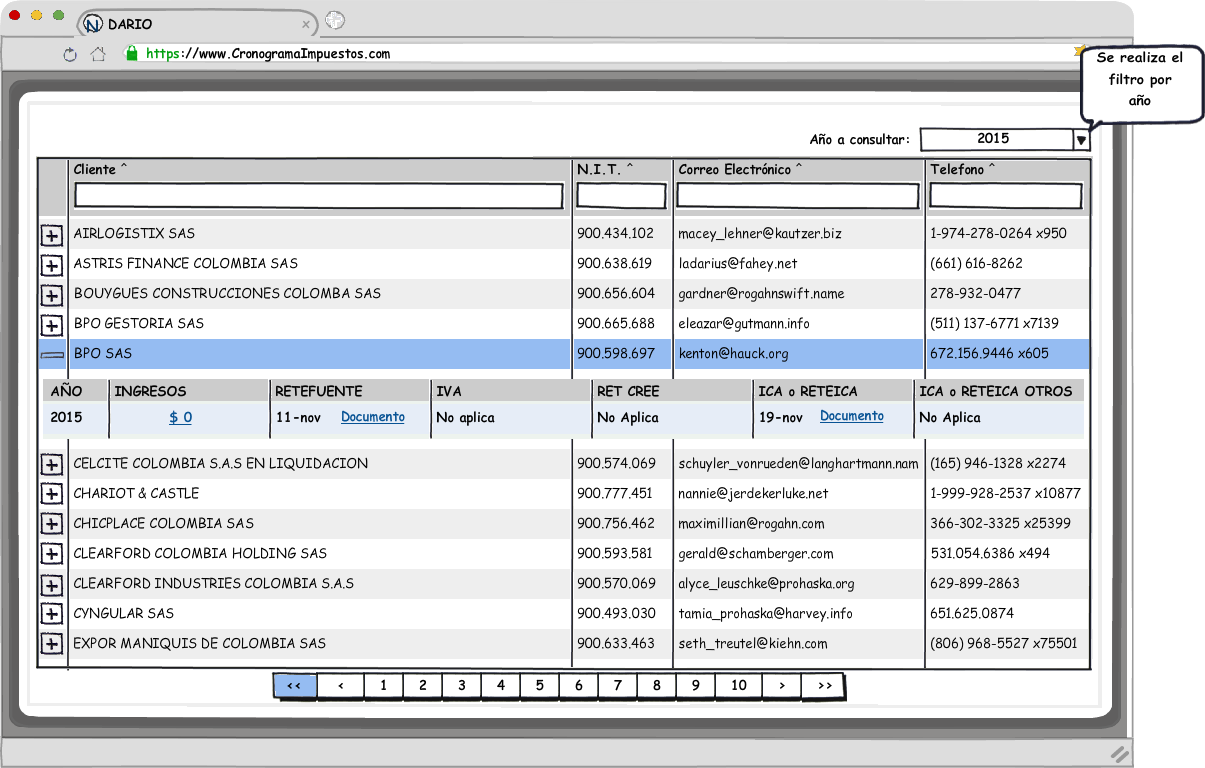 DARIO
https://www.CronogramaImpuestos.com
Se realiza el
filtro por
año
Año a consultar: 2015
Cliente ^ N.I.T. ^ Correo Electrónico ^ Telefono ^
AIRLOGISTIX SAS 900.434.102 macey_lehner@kautzer.biz 1-974-278-0264 x950
ASTRIS FINANCE COLOMBIA SAS 900.638.619 ladarius@fahey.net (661) 616-8262
BOUYGUES CONSTRUCCIONES COLOMBA SAS 900.656.604 gardner@rogahnswift.name 278-932-0477
BPO GESTORIA SAS 900.665.688 eleazar@gutmann.info (511) 137-6771 x7139
BPO SAS 900.598.697 kenton@hauck.org 672.156.9446 x605
AÑO INGRESOS RETEFUENTE IVA RET CREE ICA o RETEICA ICA o RETEICA OTROS
2015 $ 0 11-nov Documento No aplica No Aplica 19-nov Documento No Aplica
CELCITE COLOMBIA S.A.S EN LIQUIDACION 900.574.069 schuyler_vonrueden@langhartmann.nam (165) 946-1328 x2274
CHARIOT & CASTLE 900.777.451 nannie@jerdekerluke.net 1-999-928-2537 x10877
CHICPLACE COLOMBIA SAS 900.756.462 maximillian@rogahn.com 366-302-3325 x25399
CLEARFORD COLOMBIA HOLDING SAS 900.593.581 gerald@schamberger.com 531.054.6386 x494
CLEARFORD INDUSTRIES COLOMBIA S.A.S 900.570.069 alyce_leuschke@prohaska.org 629-899-2863
CYNGULAR SAS 900.493.030 tamia_prohaska@harvey.info 651.625.0874
EXPOR MANIQUIS DE COLOMBIA SAS 900.633.463 seth_treutel@kiehn.com (806) 968-5527 x75501
<< < 1 2 3 4 5 6 7 8 9 10 > >>